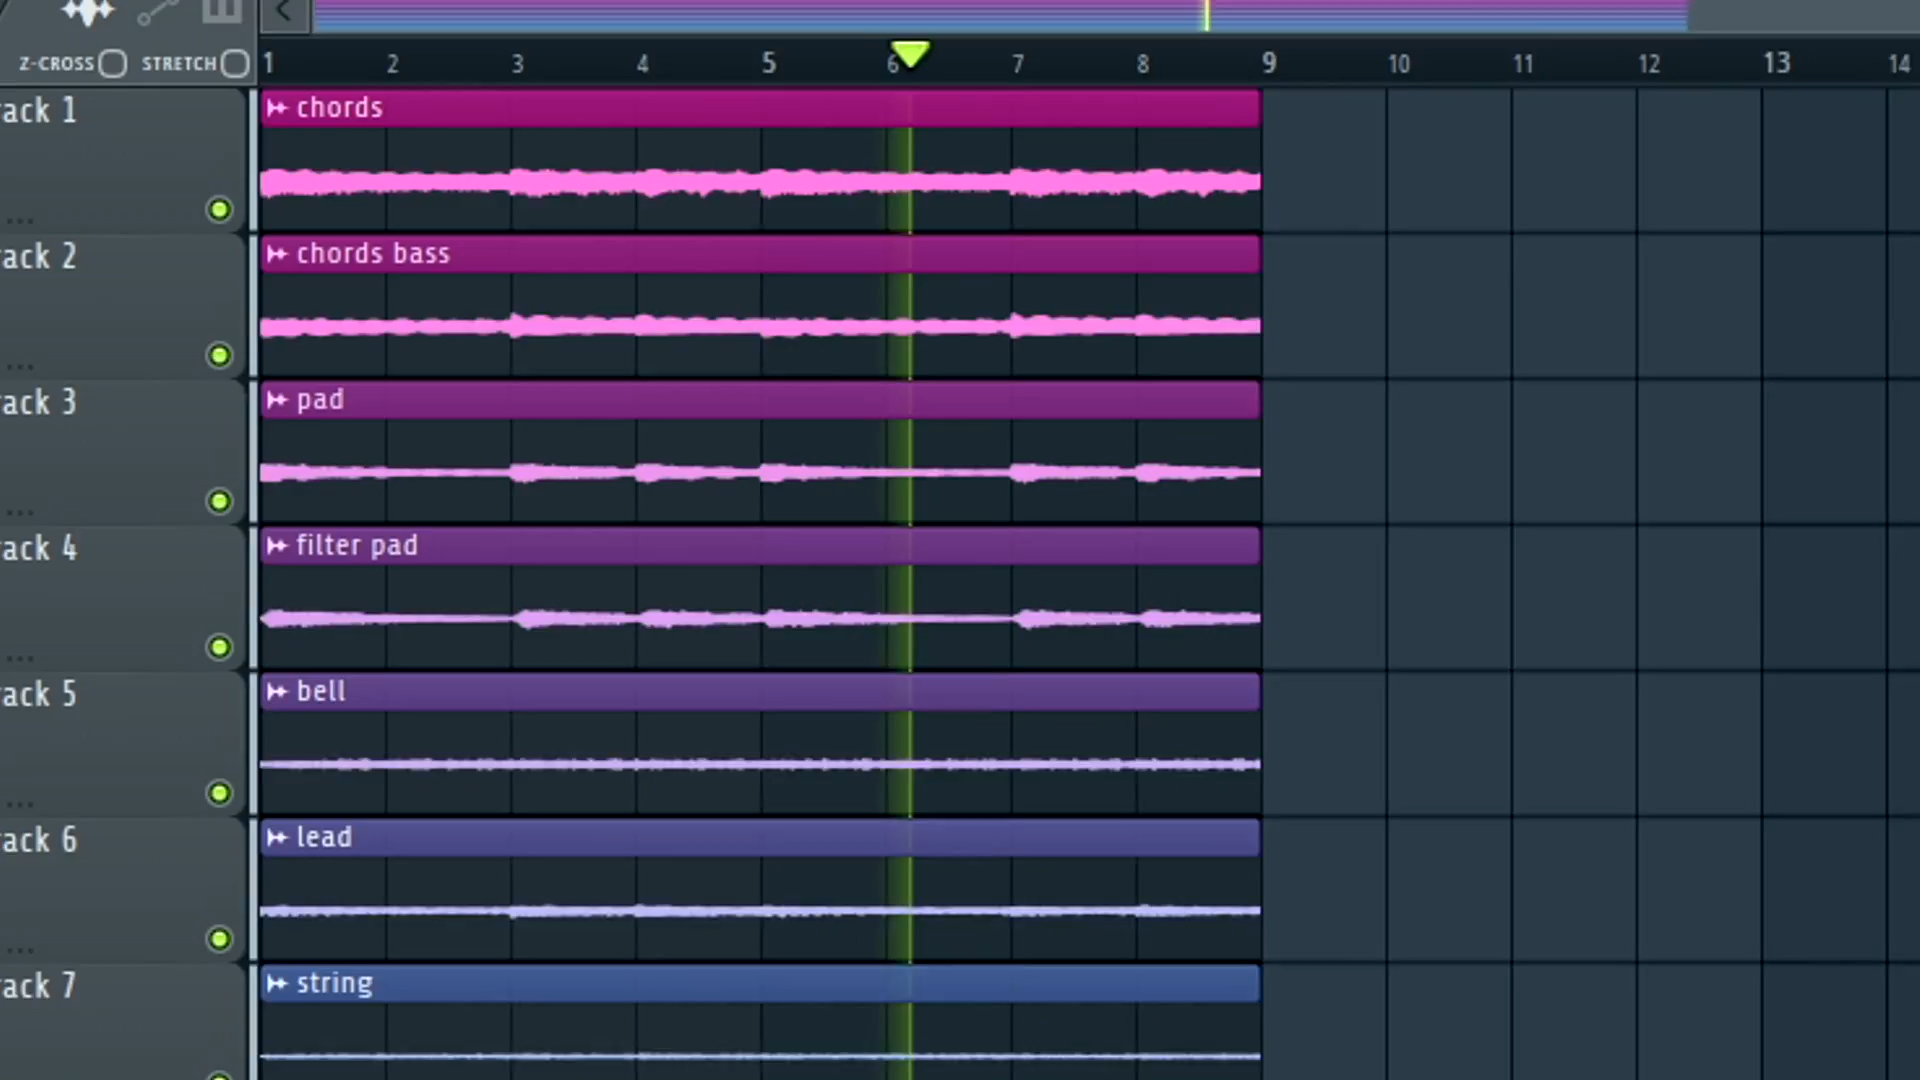 Z-CROSS STRETCH 1 2 3 4 5 6 7 8 9 10 11 12 13 14
ack 1 chords
...
ack 2 chords bass
...
ack 3 pad
...
ack 4 filter pad
...
ack 5 bell
...
ack 6 lead
...
ack 7 string